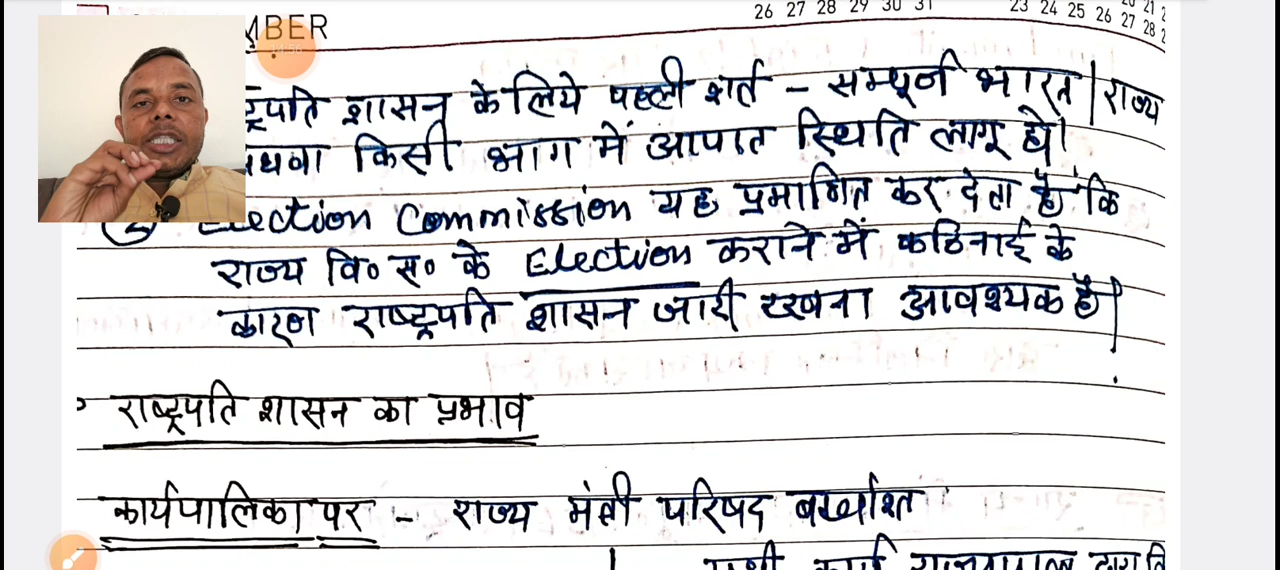 MBER
26 27 28 29 30 31
23 24 25 26 27 28
शासन के लिये पहली शर्त - सम्पूर्ण भारत | राज्य
किसी भाग में आपात स्थिति लागू हो।
② Election Commission यह प्रमाणित कर देता है कि
राज्य वि० स० के Election कराने में कठिनाई के
कारण राष्ट्रपति शासन जारी रखना आवश्यक है।
राष्ट्रपति शासन का प्रभाव
कार्यपालिका पर - राज्य मंत्री परिषद बर्खास्त